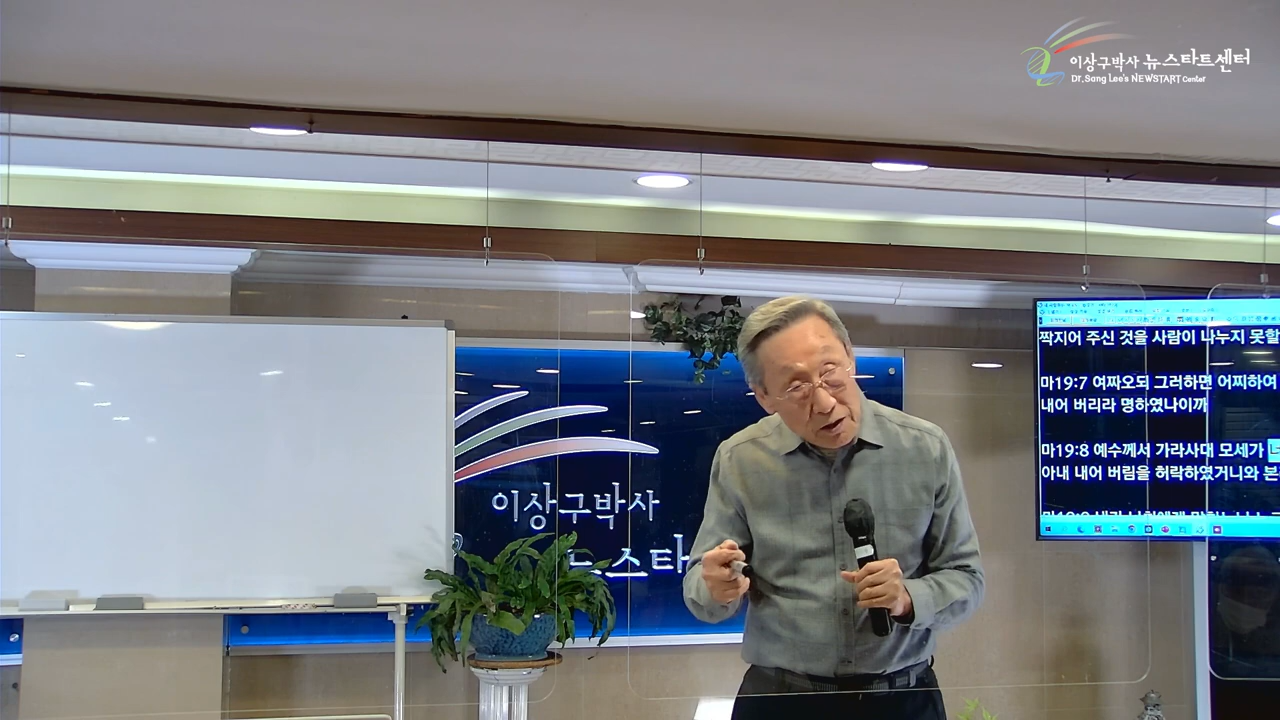 이상구박사 뉴스타트센터
Dr. Sang Lee's NEWSTART Center
짝지어 주신 것을 사람이 나누지 못할
마19:7 여짜오되 그러하면 어찌하여
내어 버리라 명하였나이까
마19:8 예수께서 가라사대 모세가 너
아내 내어 버림을 허락하였거니와 본
이상구박사
뉴스타